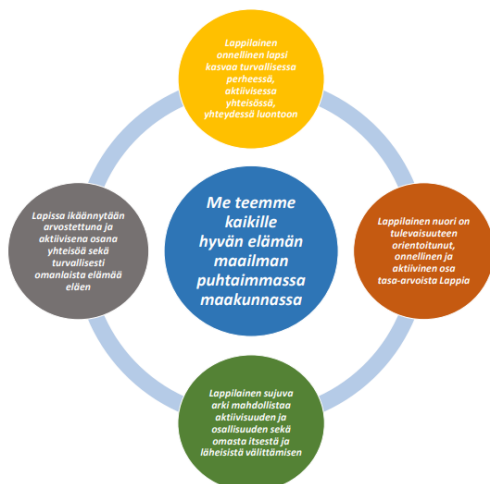 Lappilainen
onnellinen lapsi
kasvaa turvallisessa
perheessä,
aktiivisessa
yhteisössä,
yhteydessä luontoon
Me teemme
kaikille
hyvän elämän
maailman
puhtaimmassa
maakunnassa
Lappilainen nuori on
tulevaisuuteen
orientoitunut,
onnellinen ja
aktiivinen osa
tasa-arvoista Lappia
Lappilainen sujuva
arki mahdollistaa
aktiivisuuden ja
osallisuuden sekä
omasta itsestä ja
läheisistä välittämisen
Lapissa ikäännytään
arvostettuna ja
aktiivisena osana
yhteisöä sekä
turvallisesti
omanlaista elämää
eläen